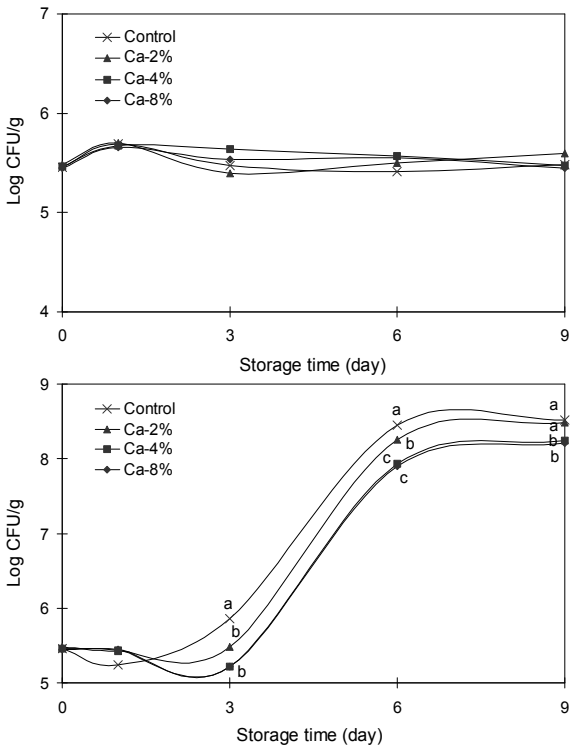 7
6
5
4
Log CFU/g
Control
Ca-2%
Ca-4%
Ca-8%
0
3
6
9
Storage time (day)
9
8
7
6
5
Log CFU/g
Control
Ca-2%
Ca-4%
Ca-8%
a
b
b
a
b
c
c
a
a
b
b
0
3
6
9
Storage time (day)